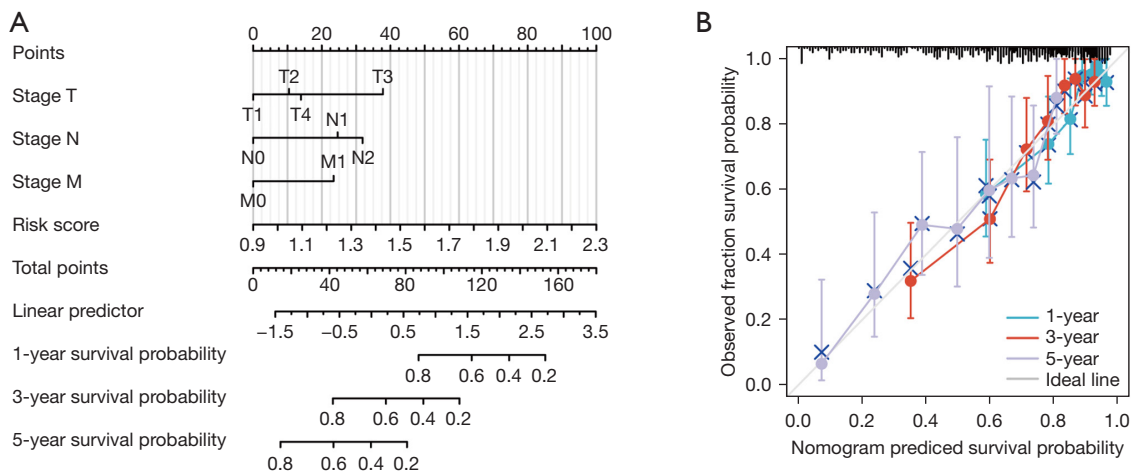 A
Points
0 20 40 60 80 100
Stage T
T2 T3
T1 T4
Stage N
N1
N0 N2
Stage M
M1
M0
Risk score
0.9 1.1 1.3 1.5 1.7 1.9 2.1 2.3
Total points
0 40 80 120 160
Linear predictor
−1.5 −0.5 0.5 1.5 2.5 3.5
1-year survival probability
0.8 0.6 0.4 0.2
3-year survival probability
0.8 0.6 0.4 0.2
5-year survival probability
0.8 0.6 0.4 0.2
B
Observed fraction survival probability
1.0
0.8
0.6
0.4
0.2
0.0
1-year
3-year
5-year
Ideal line
0.0 0.2 0.4 0.6 0.8 1.0
Nomogram prediced survival probability